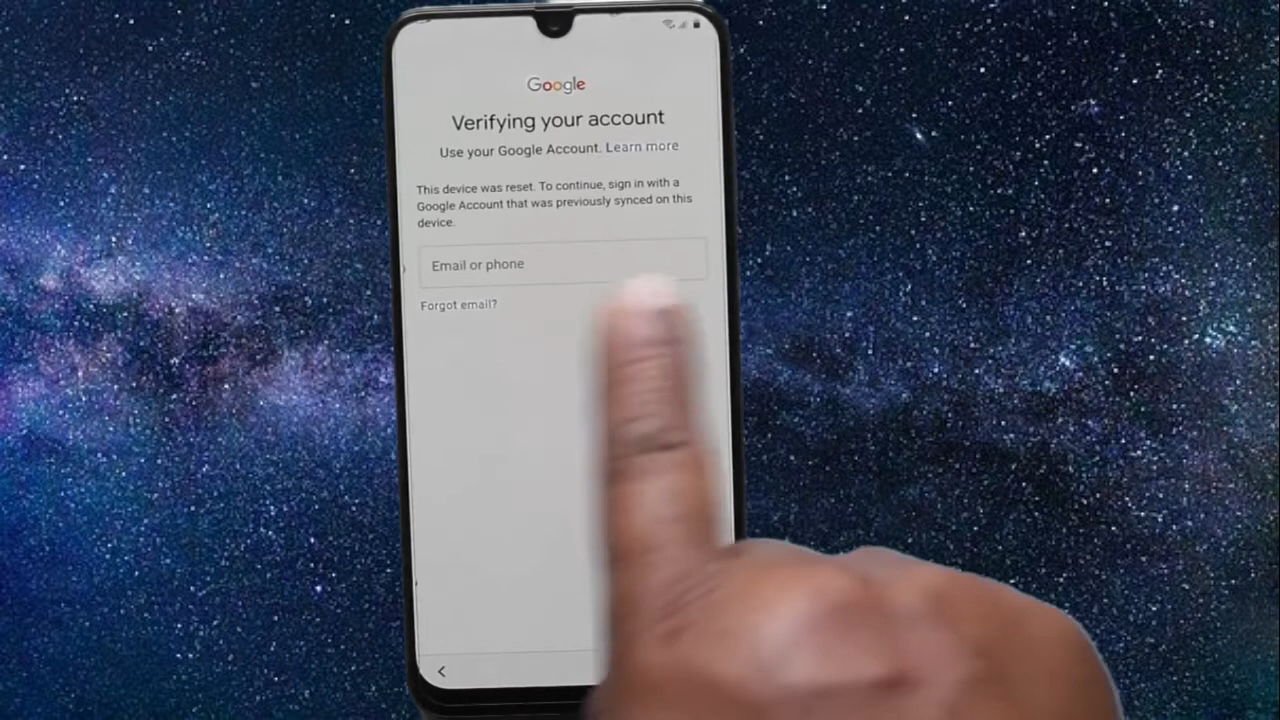 Google
Verifying your account
Use your Google Account. Learn more
This device was reset. To continue, sign in with a
Google Account that was previously synced on this
device.
Email or phone
Forgot email?